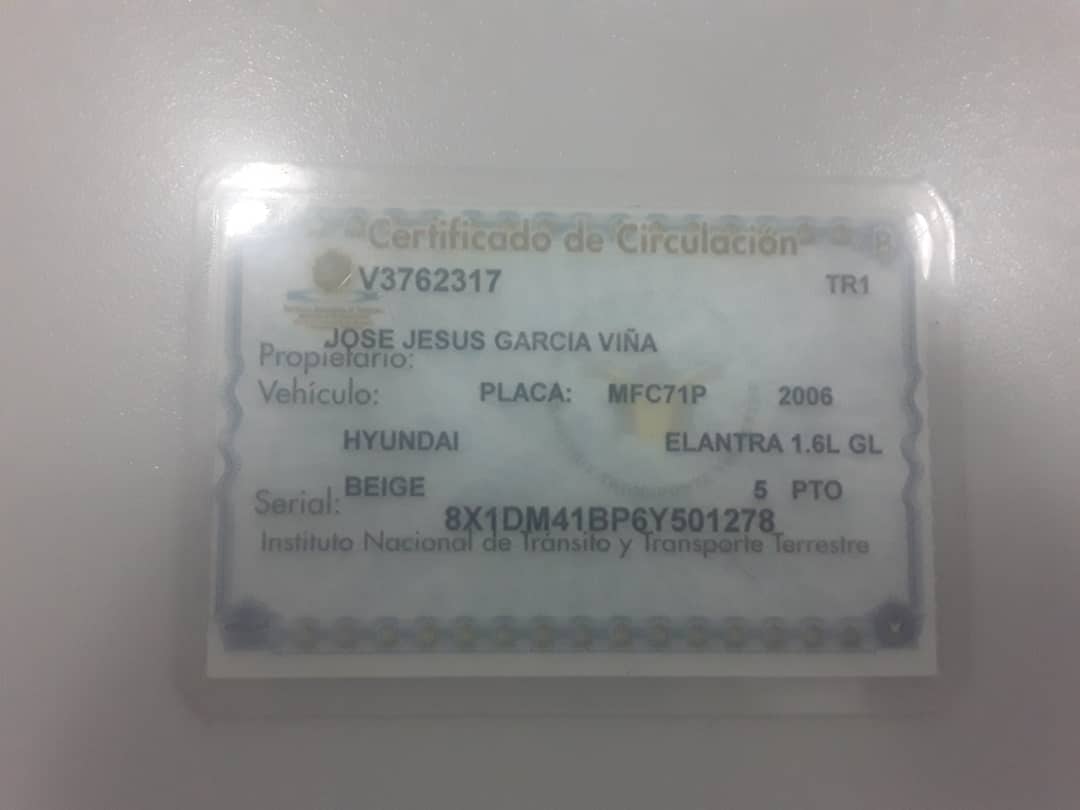 Certificado de Circulación
V3762317 TR1
JOSE JESUS GARCIA VIÑA
Propietario:
Vehículo: PLACA: MFC71P 2006
HYUNDAI ELANTRA 1.6L GL
BEIGE 5 PTO
Serial: 8X1DM41BP6Y501278
Instituto Nacional de Tránsito y Transporte Terrestre